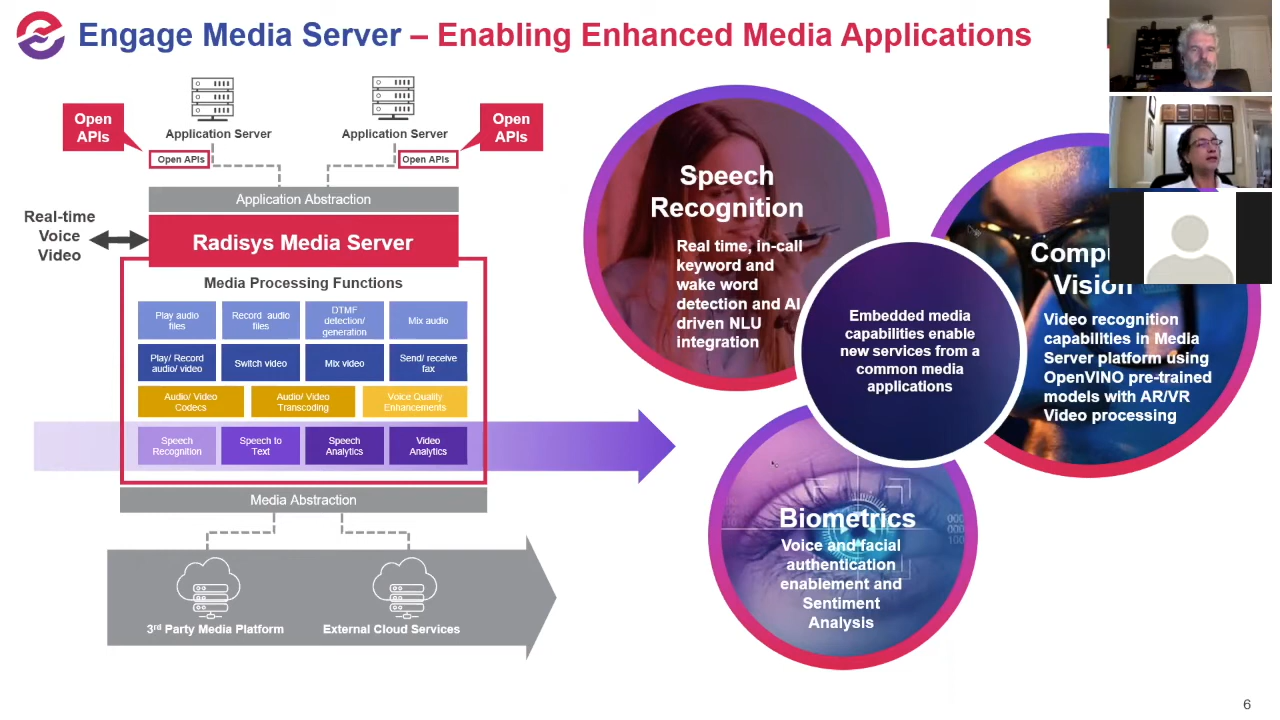 Engage Media Server – Enabling Enhanced Media Applications
Open
APIs
Application Server
Open APIs
Application Server
Open APIs
Open
APIs
Application Abstraction
Real-time
Voice
Video
Radisys Media Server
Media Processing Functions
Play audio
files
Record audio
files
DTMF
detection/
generation
Mix audio
Play/ Record
audio/ video
Switch video
Mix video
Send/ receive
fax
Audio/ Video
Codecs
Audio/ Video
Transcoding
Voice Quality
Enhancements
Speech
Recognition
Speech to
Text
Speech
Analytics
Video
Analytics
Media Abstraction
3rd Party Media Platform
External Cloud Services
Speech
Recognition
Real time, in-call
keyword and
wake word
detection and AI
driven NLU
integration
Embedded media
capabilities enable
new services from a
common media
applications
Vision
Video recognition
capabilities in Media
Server platform using
OpenVINO pre-trained
models with AR/VR
Video processing
Biometrics
Voice and facial
authentication
enablement and
Sentiment
Analysis
6